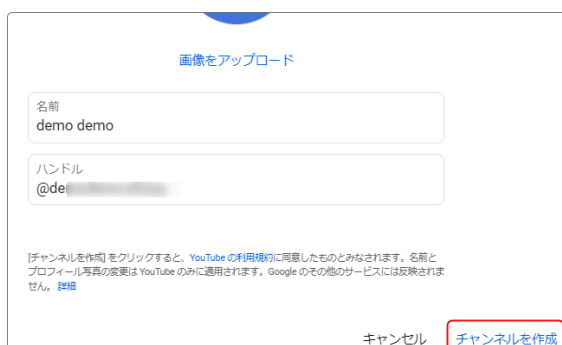 画像をアップロード
名前
demo demo
ハンドル
[チャンネルを作成] をクリックすると、YouTube の利用規約に同意したものとみなされます。名前と
プロフィール写真の変更は YouTube のみに適用されます。Google のその他のサービスには反映されま
せん。 詳細
キャンセル チャンネルを作成